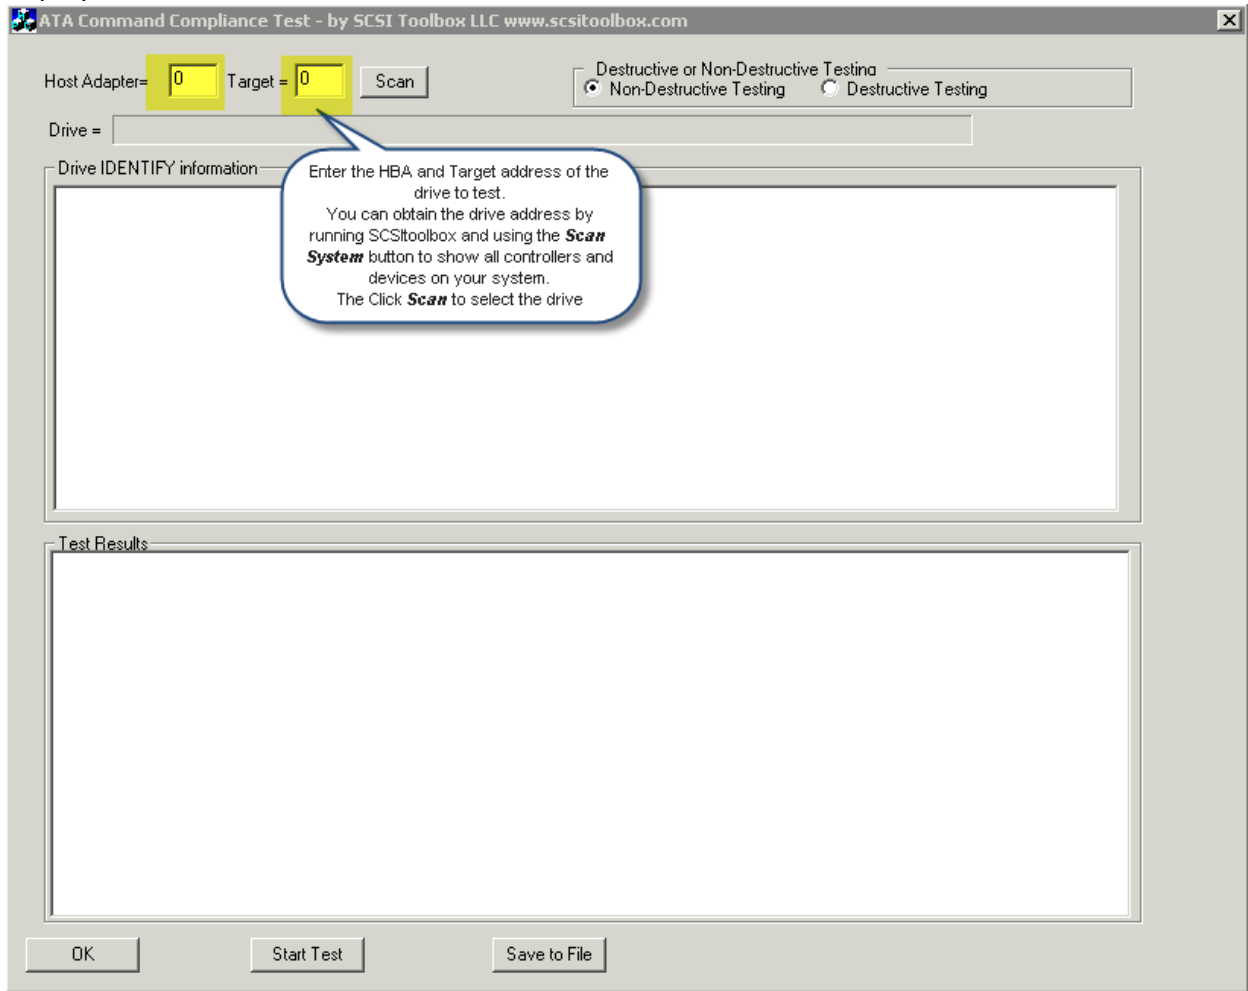 ATA Command Compliance Test - by SCSI Toolbox LLC www.scsitoolbox.com
Host Adapter= 0 Target = 0 Scan
Destructive or Non-Destructive Testing
Non-Destructive Testing Destructive Testing
Drive =
Drive IDENTIFY information
Enter the HBA and Target address of the
drive to test.
You can obtain the drive address by
running SCSItoolbox and using the Scan
System button to show all controllers and
devices on your system.
The Click Scan to select the drive
Test Results
OK Start Test Save to File